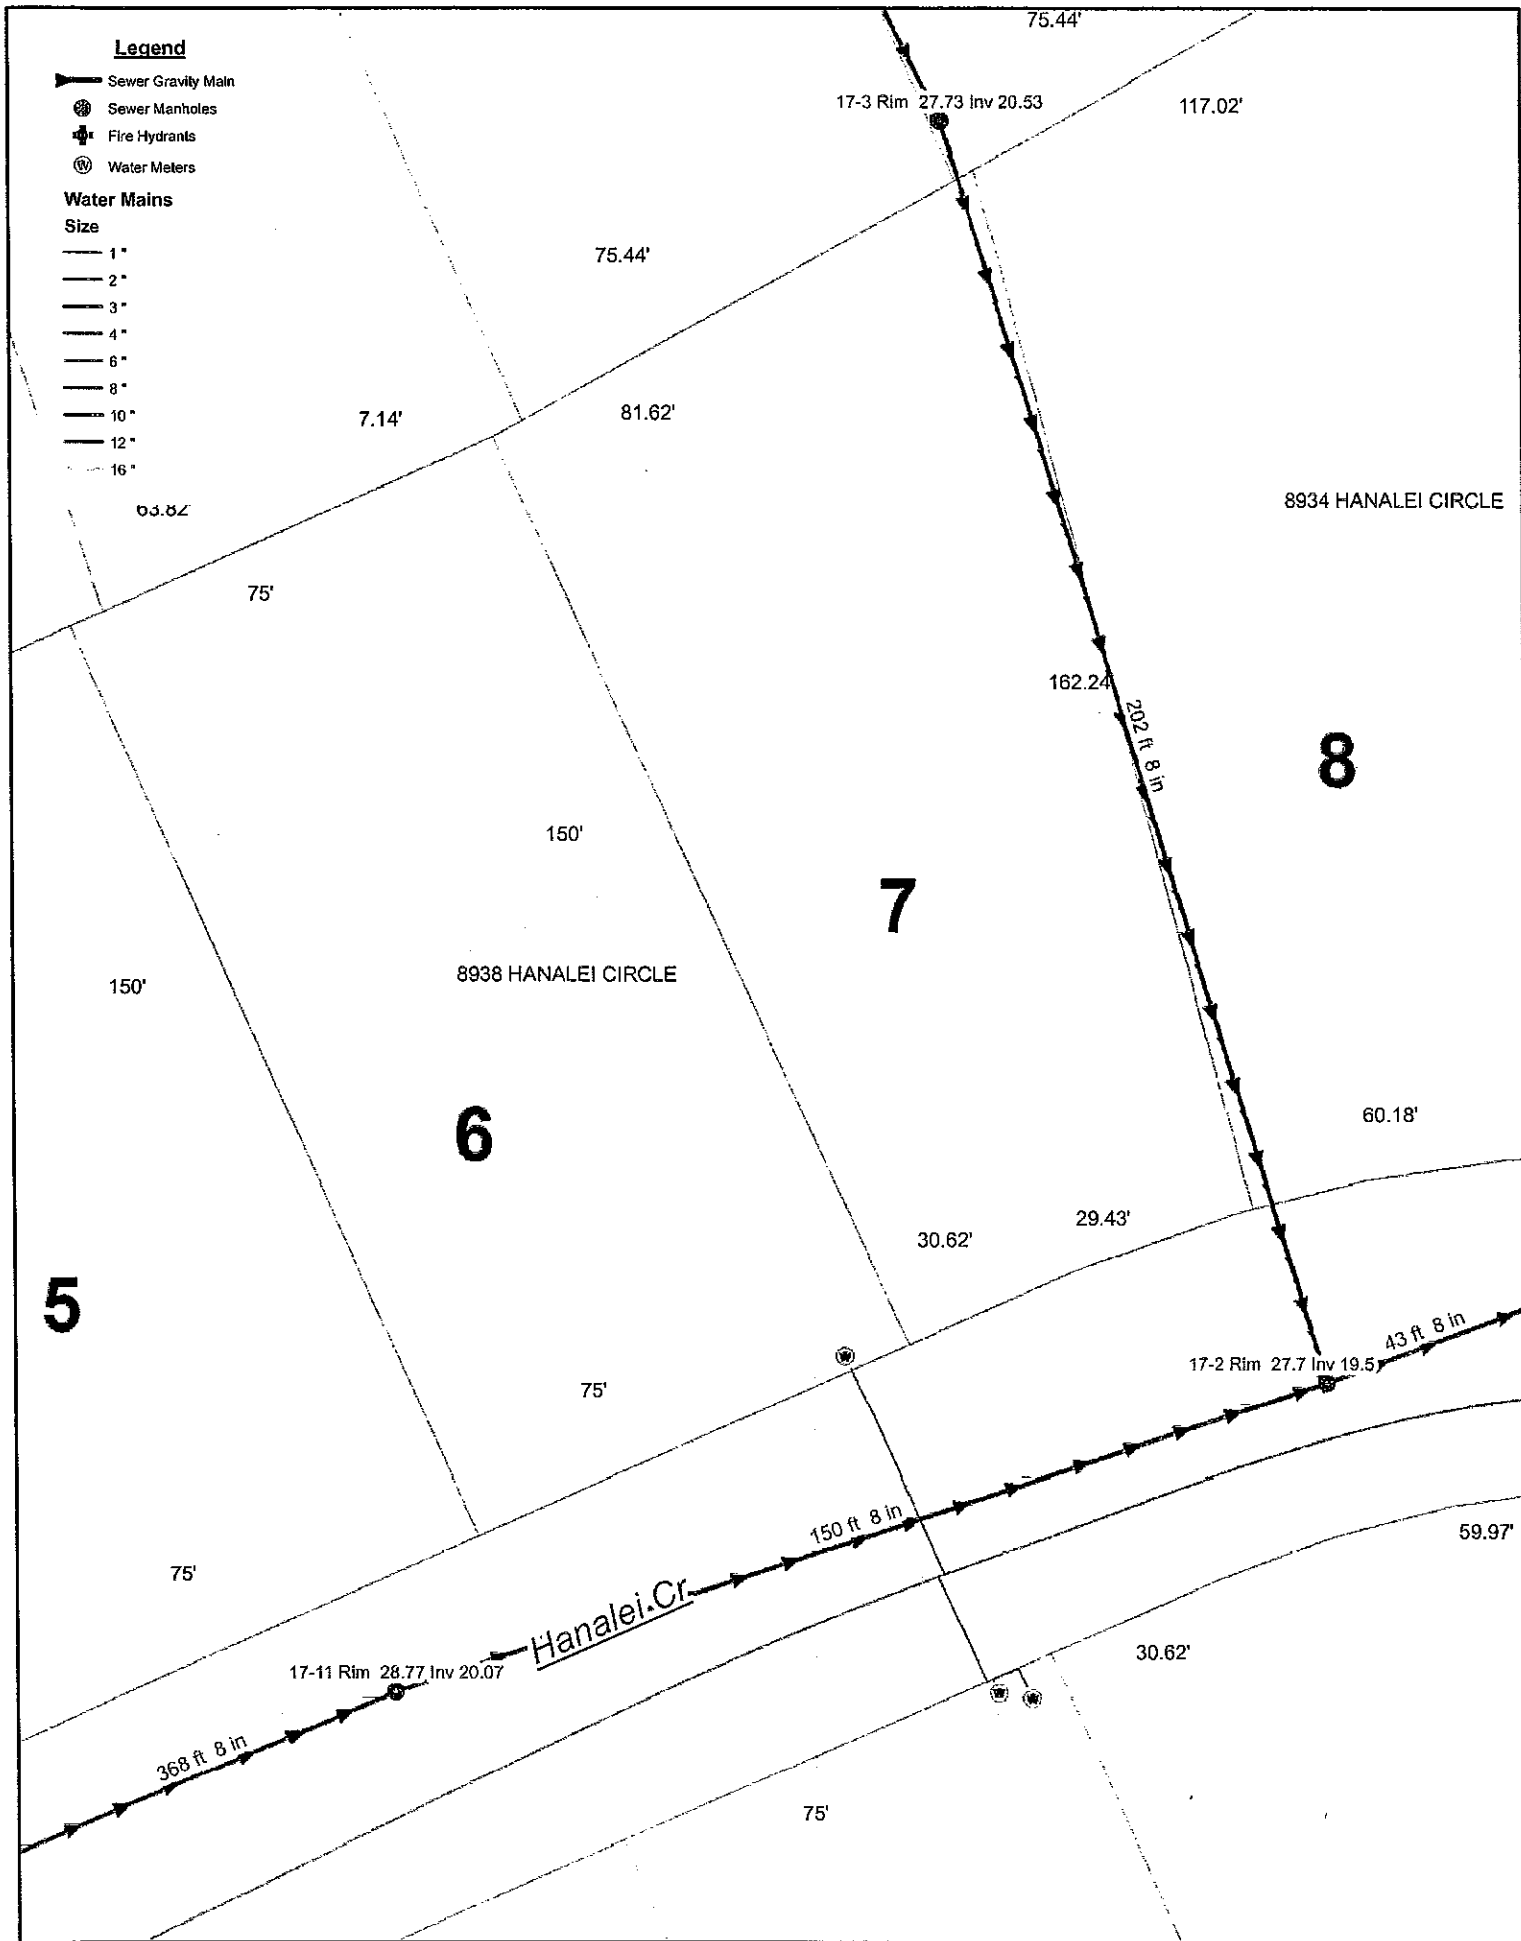 Legend
Sewer Gravity Main
Sewer Manholes
Fire Hydrants
W Water Meters
Water Mains
Size
1 "
2 "
3 "
4 "
6 "
8 "
10 "
12 "
16 "
75.44'
17-3 Rim 27.73 Inv 20.53
117.02'
75.44'
7.14'
81.62'
63.82'
8934 HANALEI CIRCLE
75'
162.24'
202 ft 8 in
8
150'
7
8938 HANALEI CIRCLE
150'
6
60.18'
29.43'
30.62'
5
W
43 ft 8 in
17-2 Rim 27.7 Inv 19.5
75'
150 ft 8 in
59.97'
75'
Hanalei Cr
30.62'
17-11 Rim 28.77 Inv 20.07
W
W
368 ft 8 in
75'